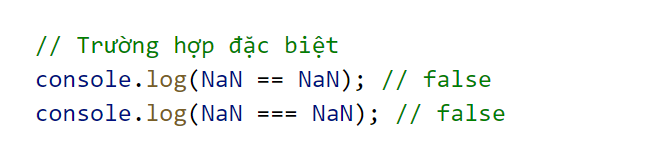 // Trường hợp đặc biệt
console.log(NaN == NaN); // false
console.log(NaN === NaN); // false